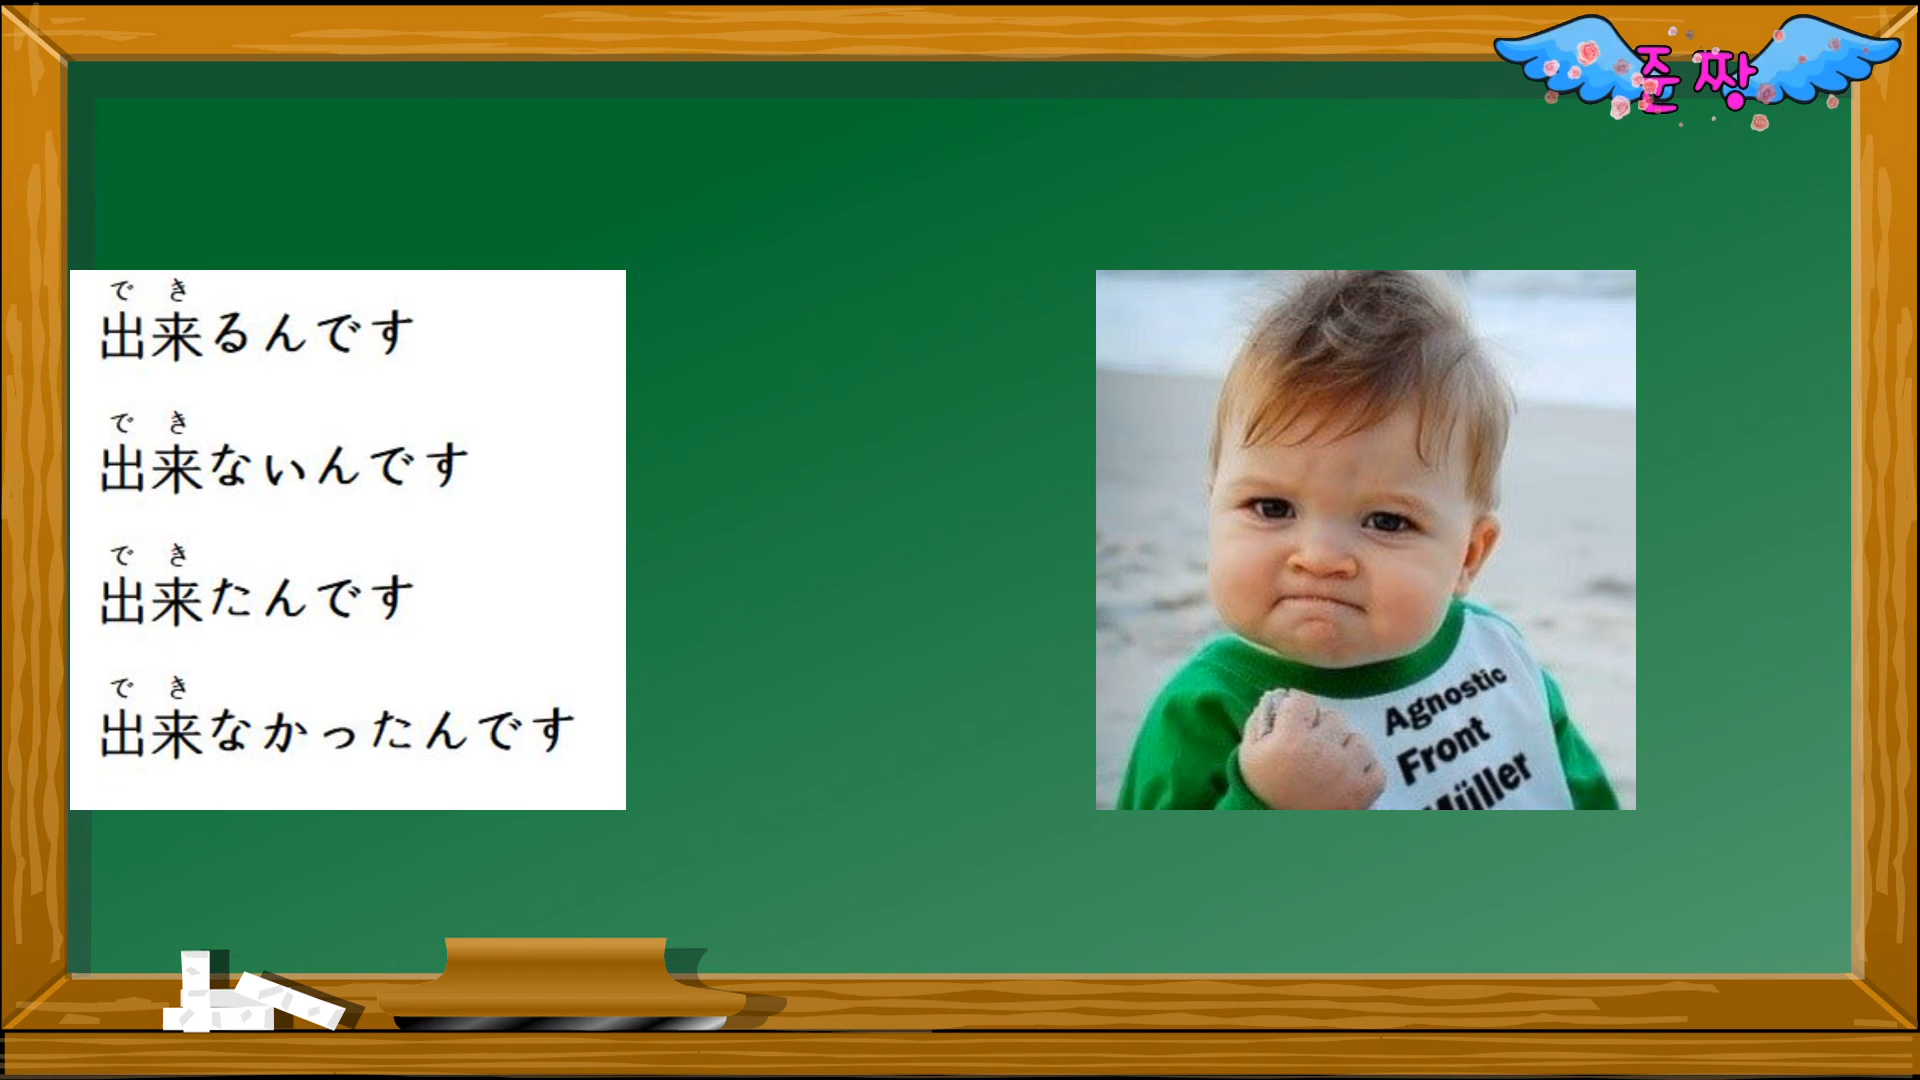 준짱
で き
出来るんです
で き
出来ないんです
で き
出来たんです
で き
出来なかったんです
Agnostic
Front
Müller